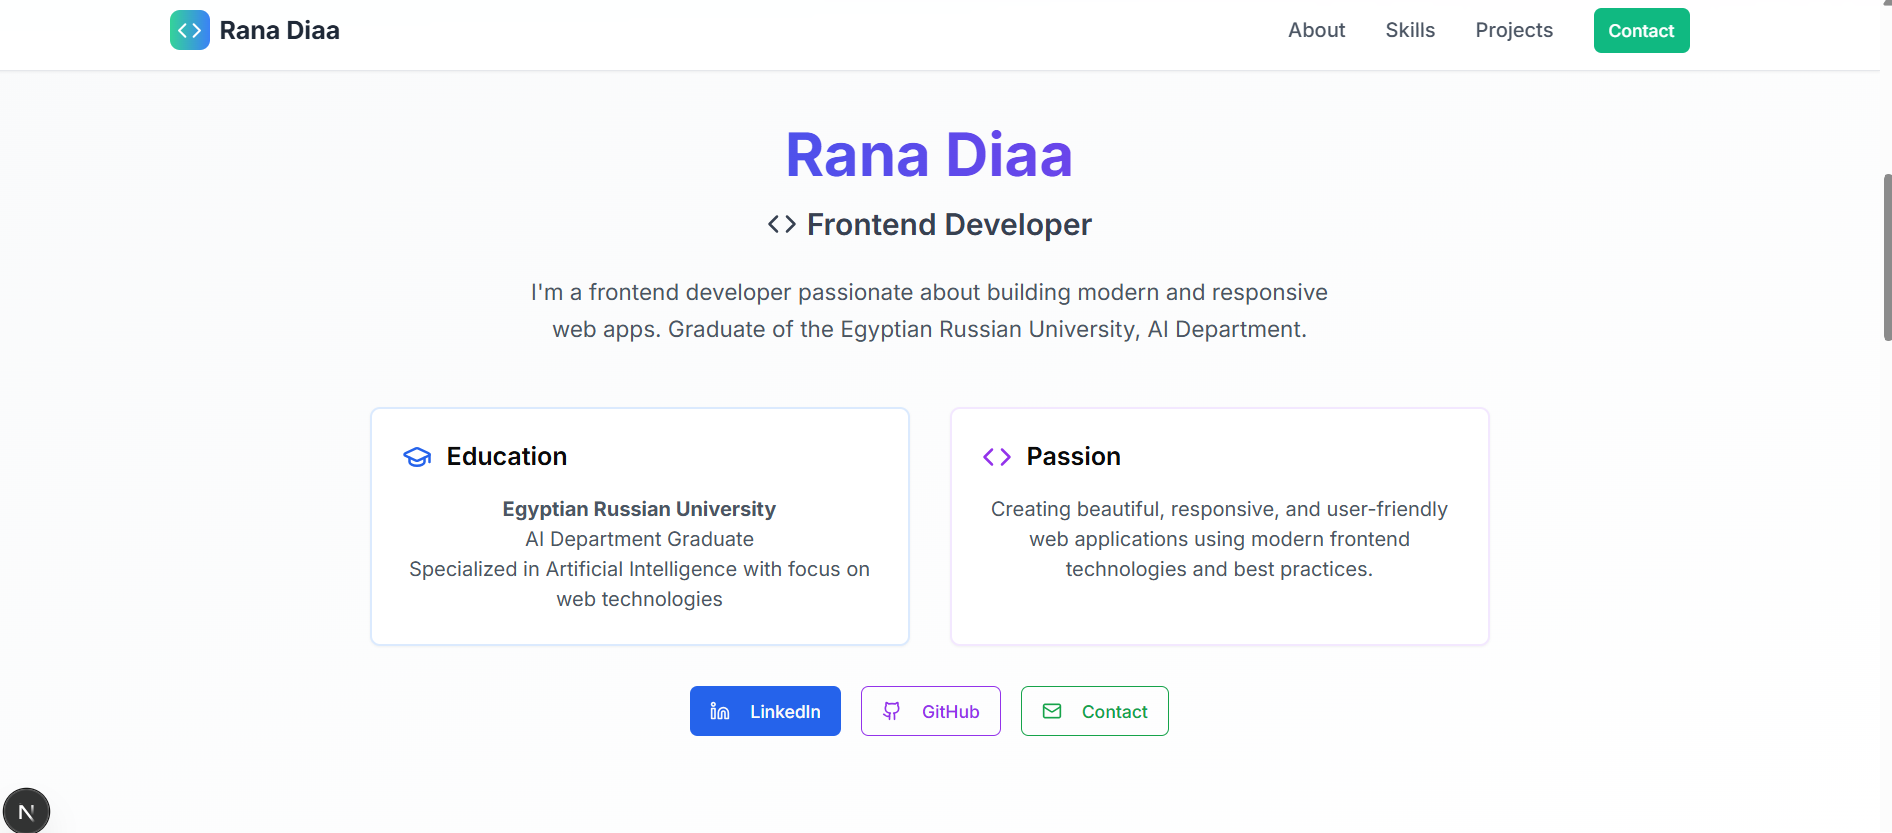 Rana Diaa
About
Skills
Projects
Contact
Rana Diaa
Frontend Developer
I'm a frontend developer passionate about building modern and responsive
web apps. Graduate of the Egyptian Russian University, AI Department.
Education
Egyptian Russian University
AI Department Graduate
Specialized in Artificial Intelligence with focus on
web technologies
Passion
Creating beautiful, responsive, and user-friendly
web applications using modern frontend
technologies and best practices.
LinkedIn
GitHub
Contact
N